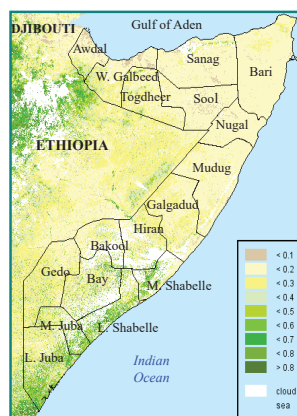 Gulf of Aden
DJIBOUTI
Awdal
Sanag
W. Galbeed
Bari
Togdheer
Sool
Nugal
ETHIOPIA
Mudug
Galgadud
Hiran
Bakool
Gedo
Bay
M. Shabelle
M. Juba
L. Shabelle
L. Juba
Indian
Ocean
< 0.1
< 0.2
< 0.3
< 0.4
< 0.5
< 0.6
< 0.7
< 0.8
> 0.8
cloud
sea